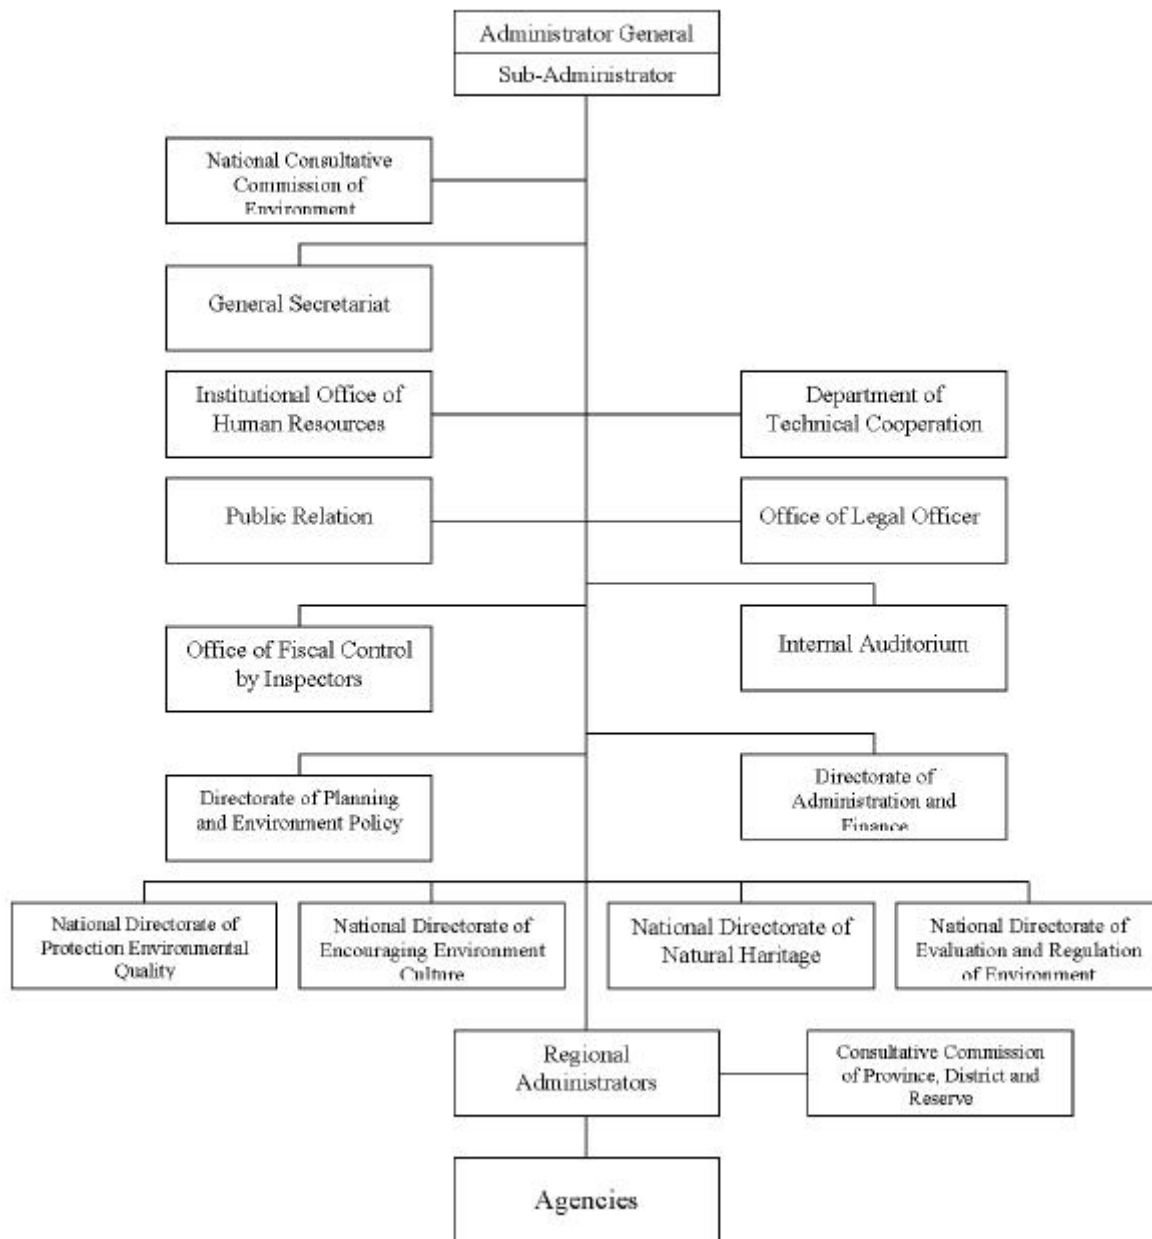 Administrator General
Sub-Administrator
National Consultative
Commission of
Environment
General Secretariat
Institutional Office of
Human Resources
Department of
Technical Cooperation
Public Relation
Office of Legal Officer
Office of Fiscal Control
by Inspectors
Internal Auditorium
Directorate of Planning
and Environment Policy
Directorate of
Administration and
Finance
National Directorate of
Protection Environmental
Quality
National Directorate of
Encouraging Environment
Culture
National Directorate of
Natural Haritage
National Directorate of
Evaluation and Regulation
of Environment
Regional
Administrators
Consultative Commission
of Province, District and
Reserve
Agencies